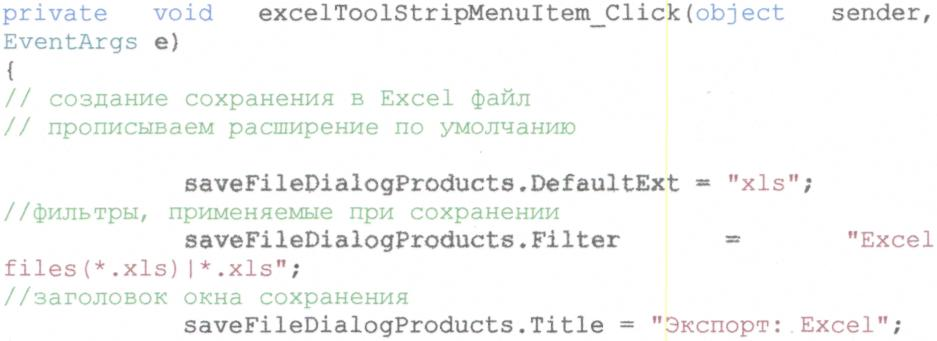 private void excelToolStripMenuItem_Click(object sender,
EventArgs e)
{
// создание сохранения в Excel файл
// прописываем расширение по умолчанию
saveFileDialogProducts.DefaultExt = "xls";
//фильтры, применяемые при сохранении
saveFileDialogProducts.Filter = "Excel
files(*.xls)|*.xls";
//заголовок окна сохранения
saveFileDialogProducts.Title = "Экспорт: Excel";